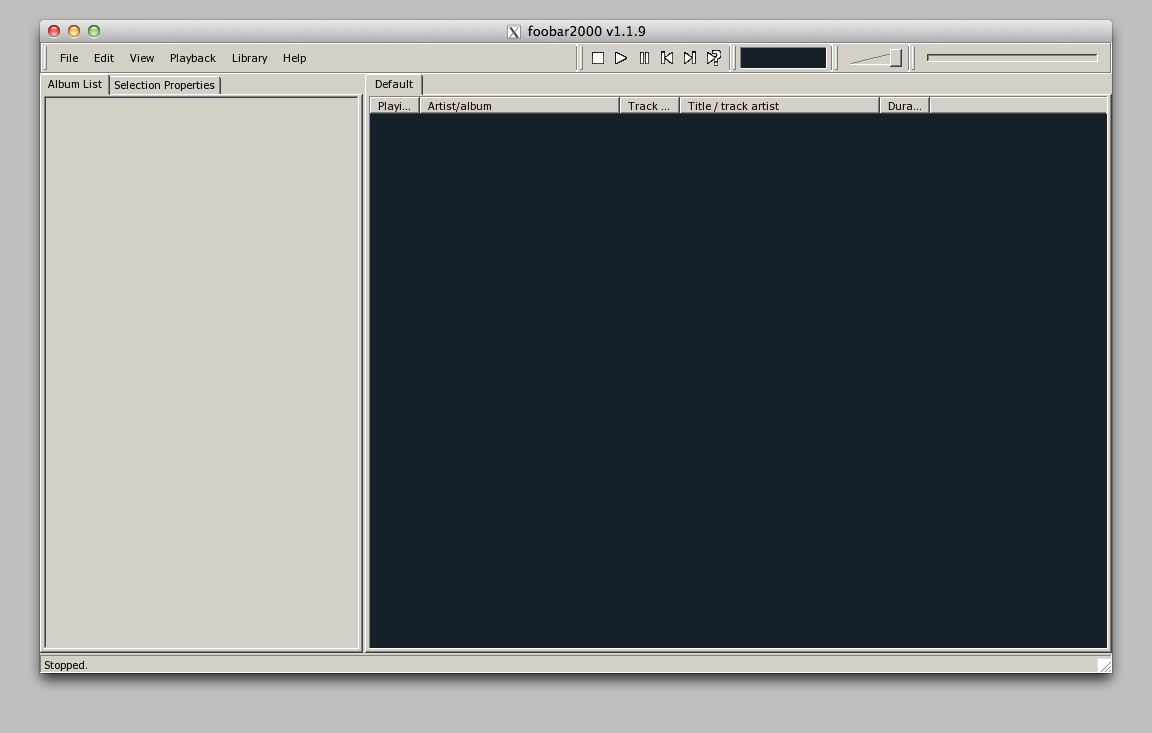 foobar2000 v1.1.9
File Edit View Playback Library Help
Album List Selection Properties Default
Playi... Artist/album Track ... Title / track artist Dura...
Stopped.